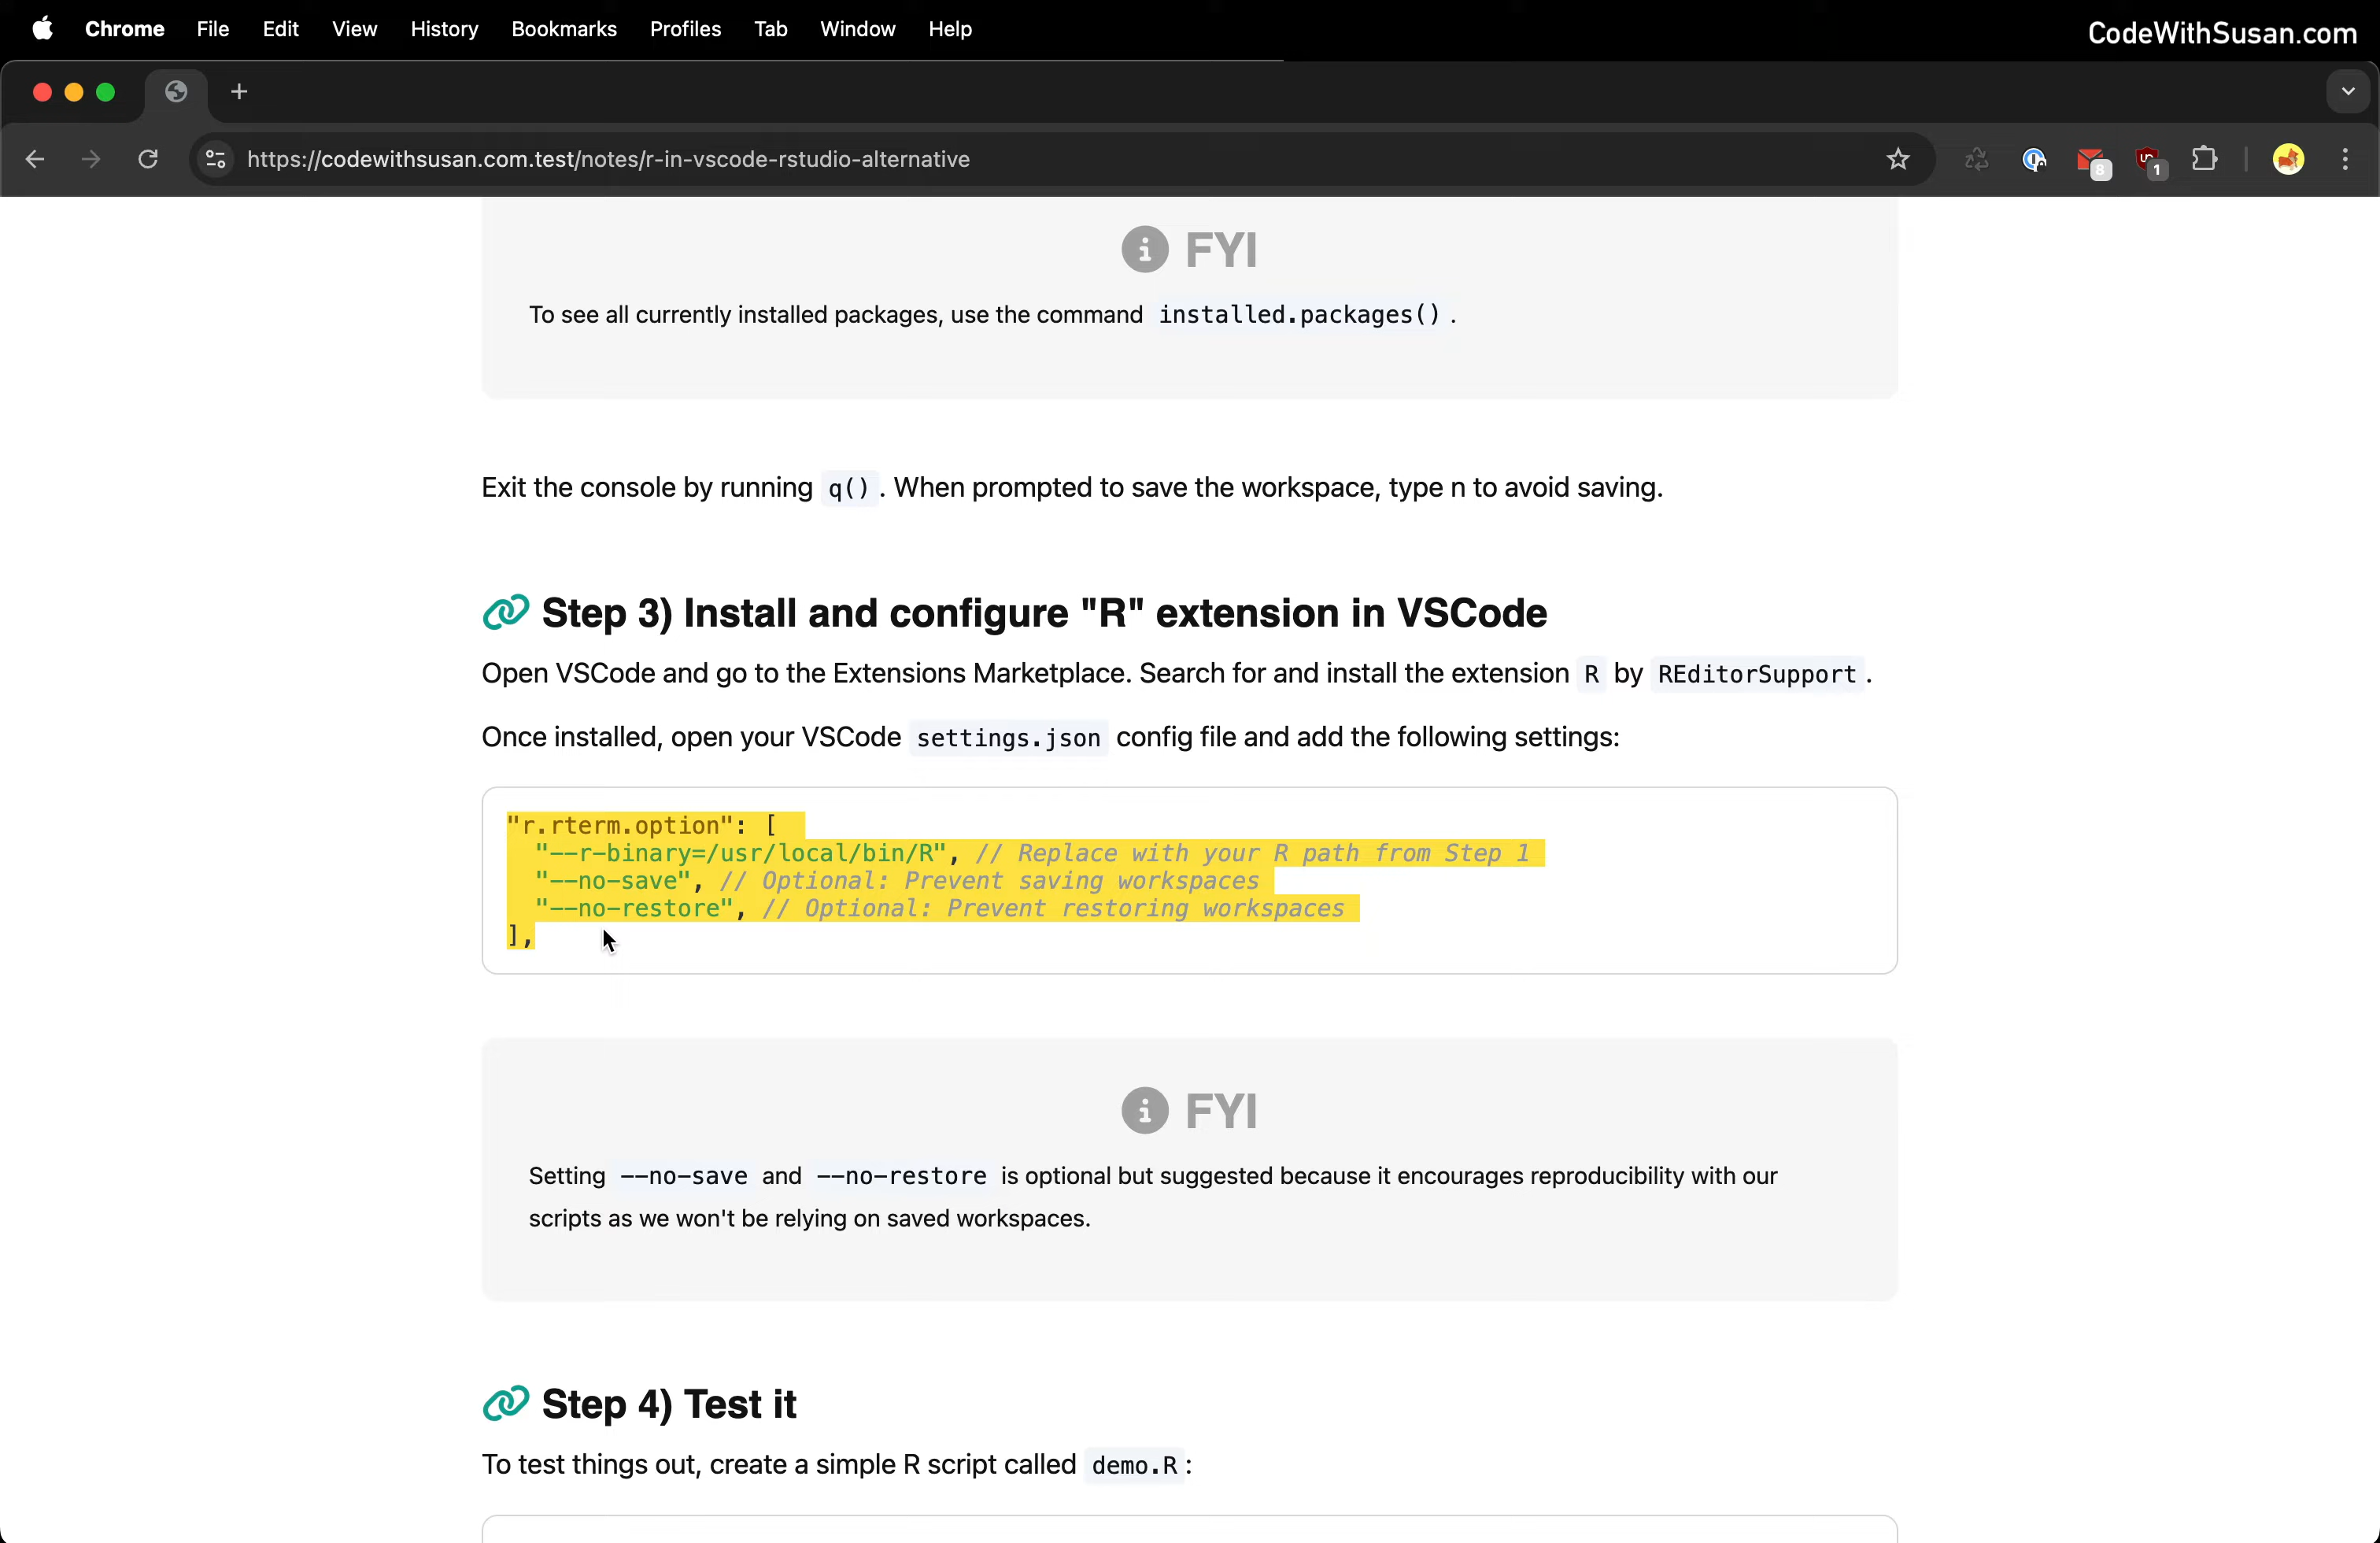 Chrome File Edit View History Bookmarks Profiles Tab Window Help
CodeWithSusan.com
https://codewithsusan.com.test/notes/r-in-vscode-rstudio-alternative
8
1
FYI
To see all currently installed packages, use the command installed.packages().
Exit the console by running q(). When prompted to save the workspace, type n to avoid saving.
Step 3) Install and configure "R" extension in VSCode
Open VSCode and go to the Extensions Marketplace. Search for and install the extension R by REditorSupport.
Once installed, open your VSCode settings.json config file and add the following settings:
"r.rterm.option": [
"--r-binary=/usr/local/bin/R", // Replace with your R path from Step 1
"--no-save", // Optional: Prevent saving workspaces
"--no-restore", // Optional: Prevent restoring workspaces
],
FYI
Setting --no-save and --no-restore is optional but suggested because it encourages reproducibility with our
scripts as we won't be relying on saved workspaces.
Step 4) Test it
To test things out, create a simple R script called demo.R: